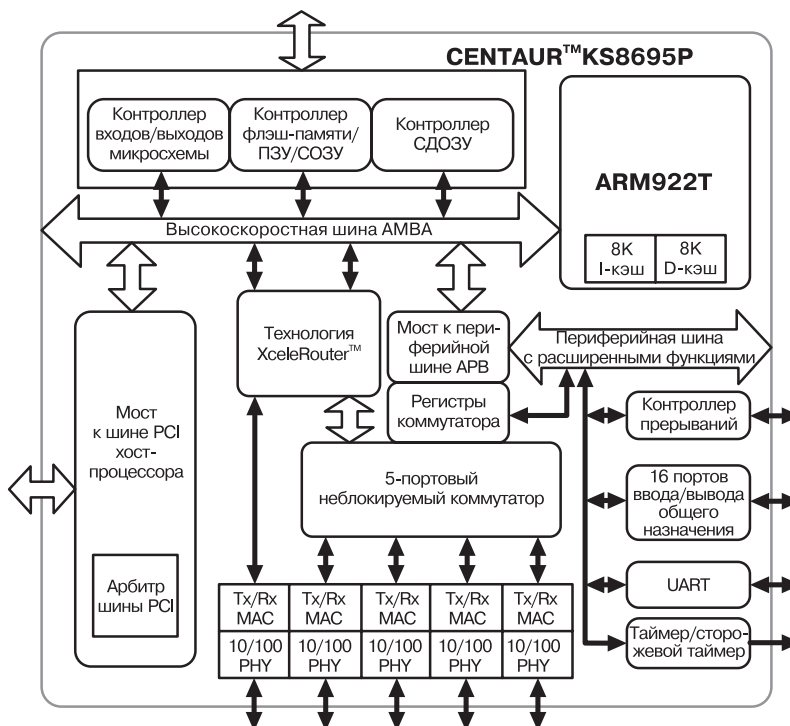 CENTAUR™KS8695P
Контроллер
входов/выходов
микросхемы
Контроллер
флэш-памяти/
ПЗУ/СОЗУ
Контроллер
СДОЗУ
ARM922T
8K
I-кэш
8K
D-кэш
Высокоскоростная шина AMBA
Мост
к шине PCI
хост-
процессора
Арбитр
шины PCI
Технология
XceleRouter™
Мост к пери-
ферийной
шине APB
Регистры
коммутатора
Периферийная шина
с расширенными функциями
5-портовый
неблокируемый коммутатор
Контроллер
прерываний
16 портов
ввода/вывода
общего
назначения
UART
Таймер/сторо-
жевой таймер
Tx/Rx
MAC
Tx/Rx
MAC
Tx/Rx
MAC
Tx/Rx
MAC
Tx/Rx
MAC
10/100
PHY
10/100
PHY
10/100
PHY
10/100
PHY
10/100
PHY